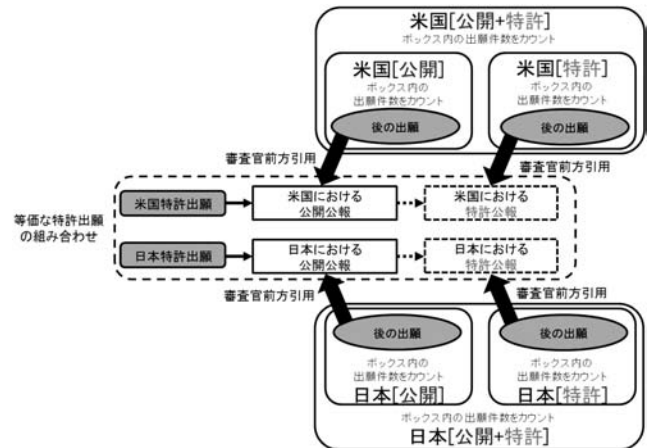 米国[公開+特許]
ボックス内の出願件数をカウント
米国[公開]
ボックス内の
出願件数をカウント
後の出願
米国[特許]
ボックス内の
出願件数をカウント
後の出願
審査官前方引用
審査官前方引用
等価な特許出願
の組み合わせ
米国特許出願
米国における
公開公報
米国における
特許公報
日本特許出願
日本における
公開公報
日本における
特許公報
審査官前方引用
審査官前方引用
後の出願
ボックス内の
出願件数をカウント
日本[公開]
後の出願
ボックス内の
出願件数をカウント
日本[特許]
ボックス内の出願件数をカウント
日本[公開+特許]